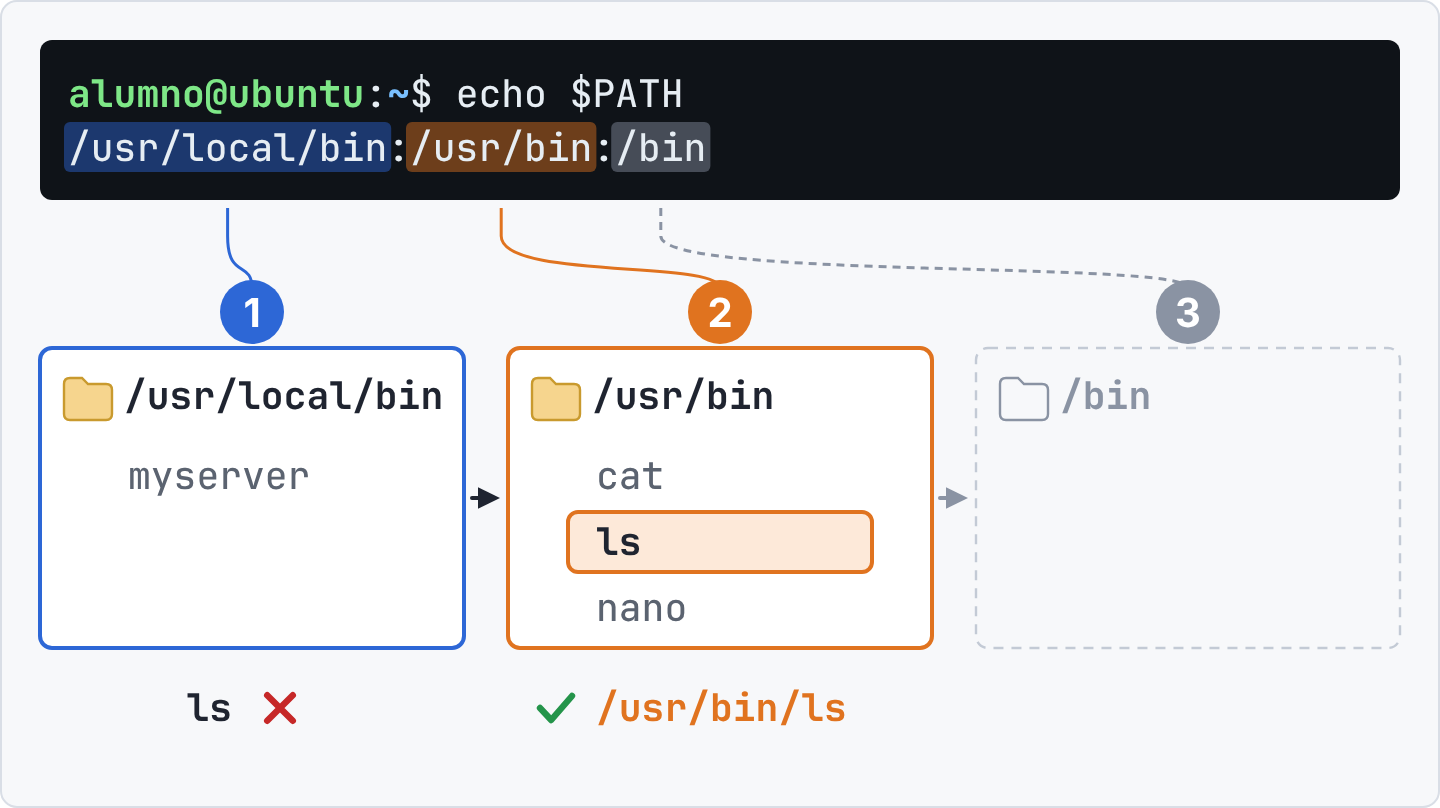 alumno@ubuntu:~$ echo $PATH
/usr/local/bin:/usr/bin:/bin
1
2
3
/usr/local/bin
myserver
/usr/bin
cat
ls
nano
/bin
ls
/usr/bin/ls